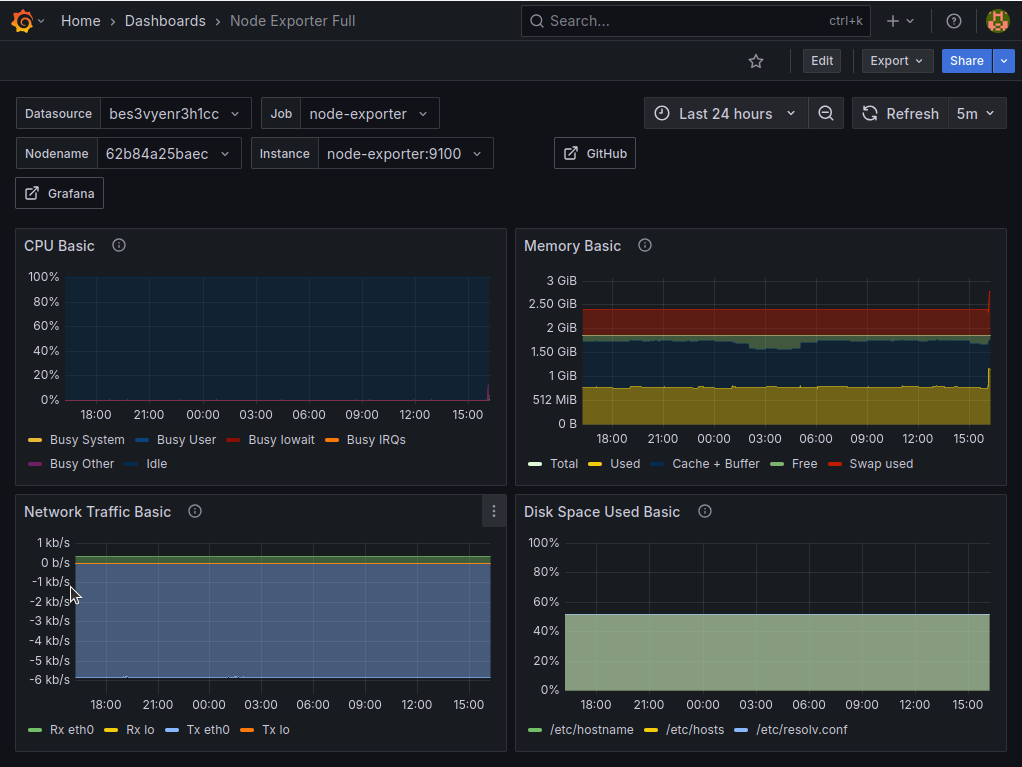 Home › Dashboards › Node Exporter Full
Search... ctrl+k
Edit Export Share
Datasource bes3vyenr3h1cc Job node-exporter Last 24 hours Refresh 5m
Nodename 62b84a25baec Instance node-exporter:9100 GitHub
Grafana
CPU Basic
100%
80%
60%
40%
20%
0%
18:00 21:00 00:00 03:00 06:00 09:00 12:00 15:00
Busy System Busy User Busy Iowait Busy IRQs
Busy Other Idle
Memory Basic
3 GiB
2.50 GiB
2 GiB
1.50 GiB
1 GiB
512 MiB
0 B
18:00 21:00 00:00 03:00 06:00 09:00 12:00 15:00
Total Used Cache + Buffer Free Swap used
Network Traffic Basic
1 kb/s
0 b/s
-1 kb/s
-2 kb/s
-3 kb/s
-4 kb/s
-5 kb/s
-6 kb/s
18:00 21:00 00:00 03:00 06:00 09:00 12:00 15:00
Rx eth0 Rx lo Tx eth0 Tx lo
Disk Space Used Basic
100%
80%
60%
40%
20%
0%
18:00 21:00 00:00 03:00 06:00 09:00 12:00 15:00
/etc/hostname /etc/hosts /etc/resolv.conf